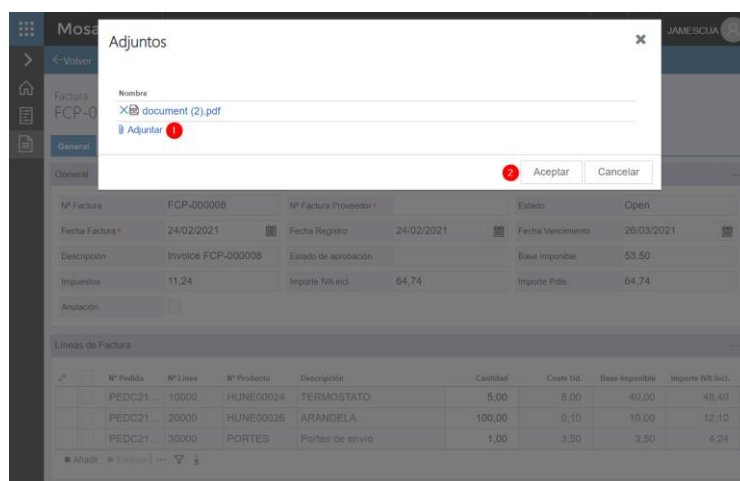 Mosa
JAMESCUA
Adjuntos
Volver
Nombre
document (2).pdf
Adjuntar 1
2 Aceptar Cancelar
Factura
FCP-0
General
General
Nº Factura FCP-000008 Nº Factura Proveedor * Estado Open
Fecha Factura * 24/02/2021 Fecha Registro 24/02/2021 Fecha Vencimiento 26/03/2021
Descripción Invoice FCP-000008 Estado de aprobación Base Imponible 53,50
Impuestos 11,24 Importe IVA incl. 64,74 Importe Pdte 64,74
Anulación
Líneas de Factura
Nº Pedido Nº Línea Nº Producto Descripción Cantidad Coste Ud. Base Imponible Importe IVA incl.
PEDC21... 10000 HUNE00024 TERMOSTATO 5,00 8,00 40,00 48,40
PEDC21... 20000 HUNE00026 ARANDELA 100,00 0,10 10,00 12,10
PEDC21... 30000 PORTES Portes de envío 1,00 3,50 3,50 4,24
Añadir Eliminar